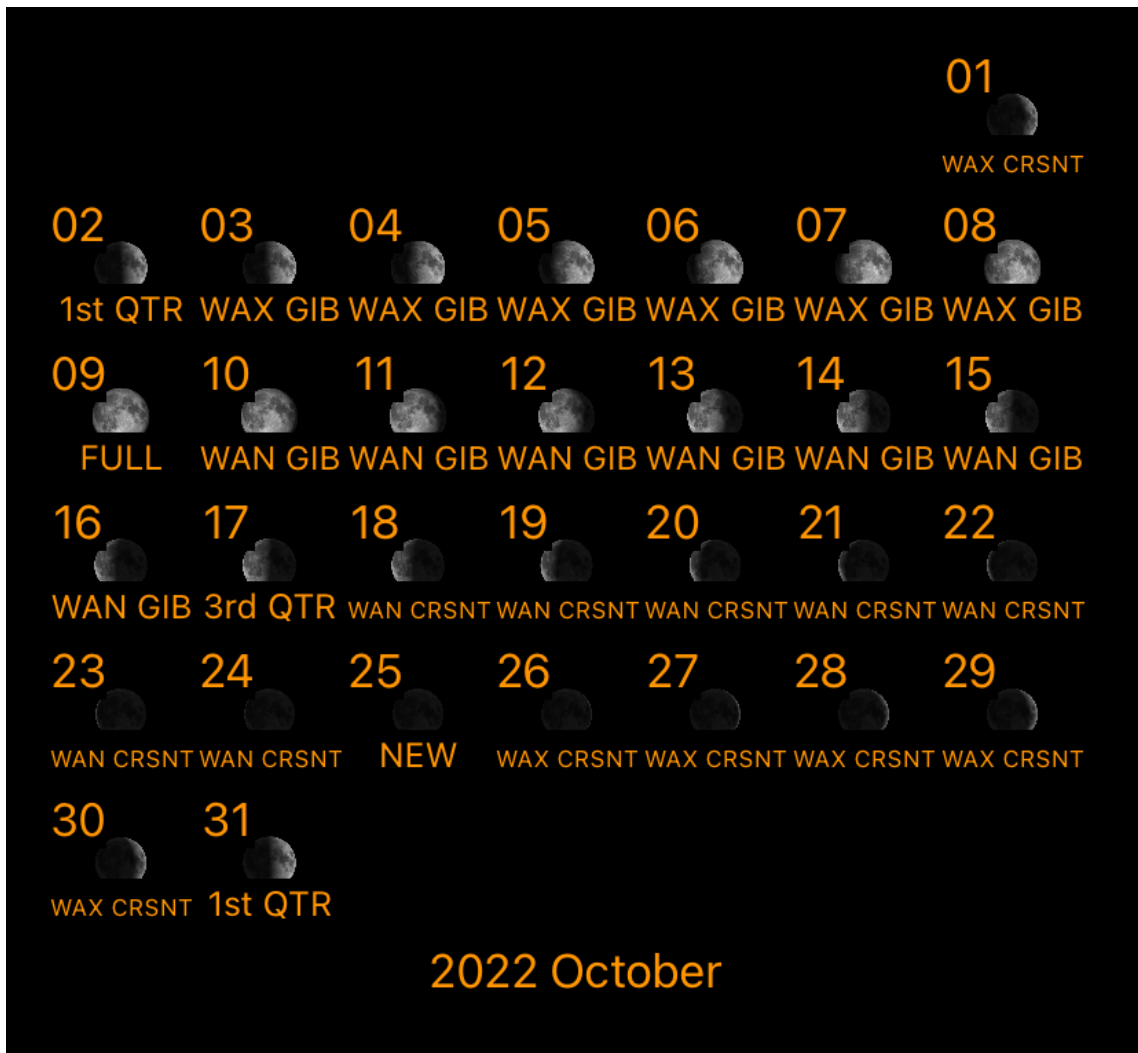 01
WAX CRSNT
02 03 04 05 06 07 08
1st QTR WAX GIB WAX GIB WAX GIB WAX GIB WAX GIB WAX GIB
09 10 11 12 13 14 15
FULL WAN GIB WAN GIB WAN GIB WAN GIB WAN GIB WAN GIB
16 17 18 19 20 21 22
WAN GIB 3rd QTR WAN CRSNT WAN CRSNT WAN CRSNT WAN CRSNT WAN CRSNT
23 24 25 26 27 28 29
WAN CRSNT WAN CRSNT NEW WAX CRSNT WAX CRSNT WAX CRSNT WAX CRSNT
30 31
WAX CRSNT 1st QTR
2022 October